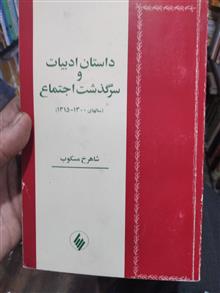 داستان ادبیات
و
سرگذشت اجتماع
(سالهای ۱۳۰۰-۱۳۱۵)
شاهرخ مسکوب